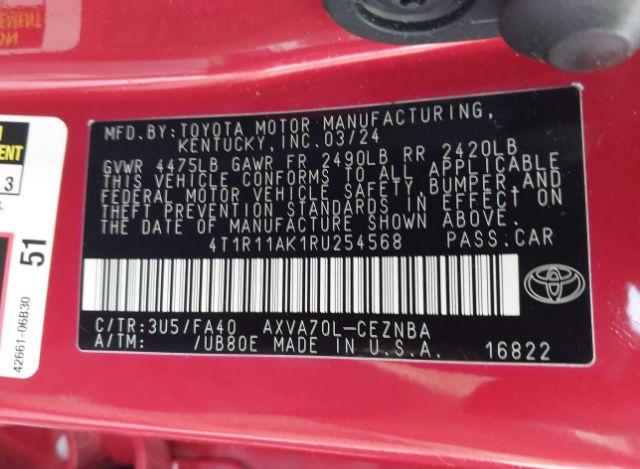 MFD.BY:TOYOTA MOTOR MANUFACTURING,
KENTUCKY, INC. 03/24
GVWR 4475LB GAWR FR 2490LB RR 2420LB
THIS VEHICLE CONFORMS TO ALL APPLICABLE
FEDERAL MOTOR VEHICLE SAFETY, BUMPER, AND
THEFT PREVENTION STANDARDS IN EFFECT ON
THE DATE OF MANUFACTURE SHOWN ABOVE.
4T1R11AK1RU254568 PASS.CAR
C/TR:3U5/FA40 AXVA70L-CEZNBA
A/TM: /UB80E MADE IN U.S.A. 16822
51
42661-06B30
3